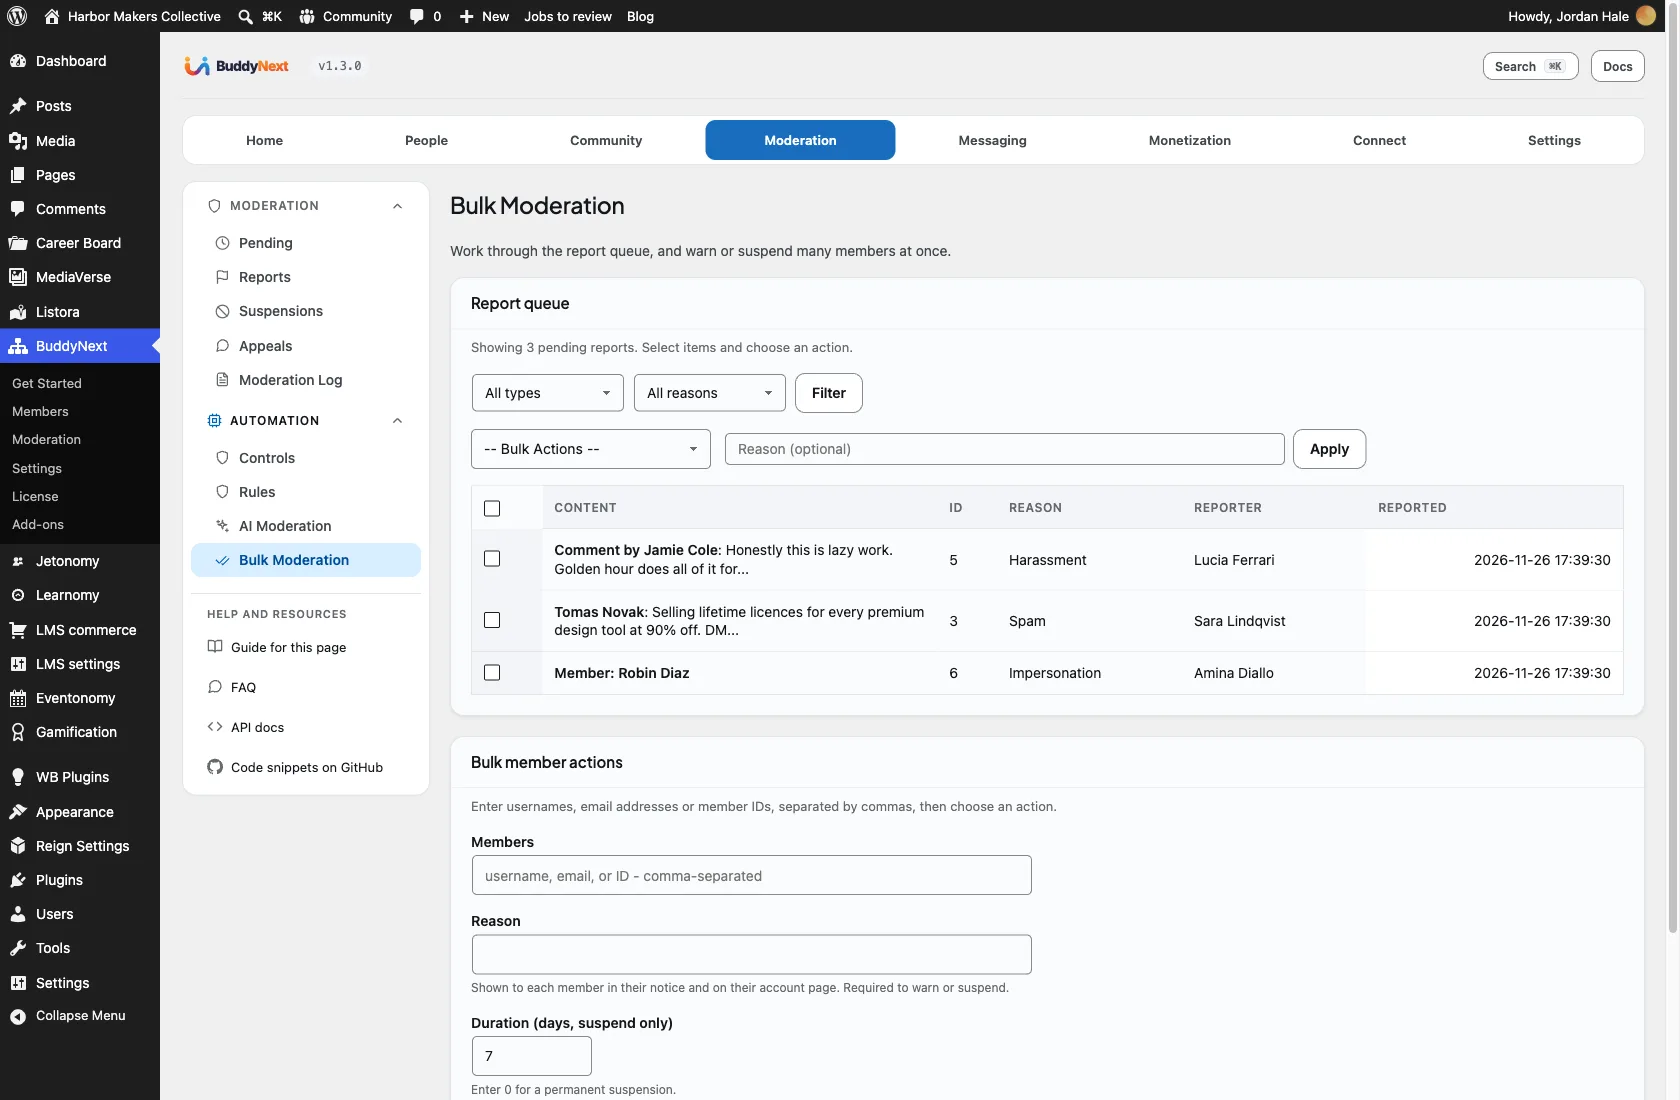 Harbor Makers Collective
⌘K
Community
0
New
Jobs to review
Blog
Howdy, Jordan Hale
Dashboard
Posts
Media
Pages
Comments
Career Board
MediaVerse
Listora
BuddyNext
Get Started
Members
Moderation
Settings
License
Add-ons
Jetonomy
Learnomy
LMS commerce
LMS settings
Eventonomy
Gamification
WB Plugins
Appearance
Reign Settings
Plugins
Users
Tools
Settings
Collapse Menu
BuddyNext
v1.3.0
Search ⌘K
Docs
Home
People
Community
Moderation
Messaging
Monetization
Connect
Settings
MODERATION
Pending
Reports
Suspensions
Appeals
Moderation Log
AUTOMATION
Controls
Rules
AI Moderation
Bulk Moderation
HELP AND RESOURCES
Guide for this page
FAQ
API docs
Code snippets on GitHub
Bulk Moderation
Work through the report queue, and warn or suspend many members at once.
Report queue
Showing 3 pending reports. Select items and choose an action.
All types
All reasons
Filter
-- Bulk Actions --
Reason (optional)
Apply
CONTENT ID REASON REPORTER REPORTED
Comment by Jamie Cole: Honestly this is lazy work.
Golden hour does all of it for...
5 Harassment Lucia Ferrari 2026-11-26 17:39:30
Tomas Novak: Selling lifetime licences for every premium
design tool at 90% off. DM...
3 Spam Sara Lindqvist 2026-11-26 17:39:30
Member: Robin Diaz 6 Impersonation Amina Diallo 2026-11-26 17:39:30
Bulk member actions
Enter usernames, email addresses or member IDs, separated by commas, then choose an action.
Members
username, email, or ID - comma-separated
Reason
Shown to each member in their notice and on their account page. Required to warn or suspend.
Duration (days, suspend only)
7
Enter 0 for a permanent suspension.